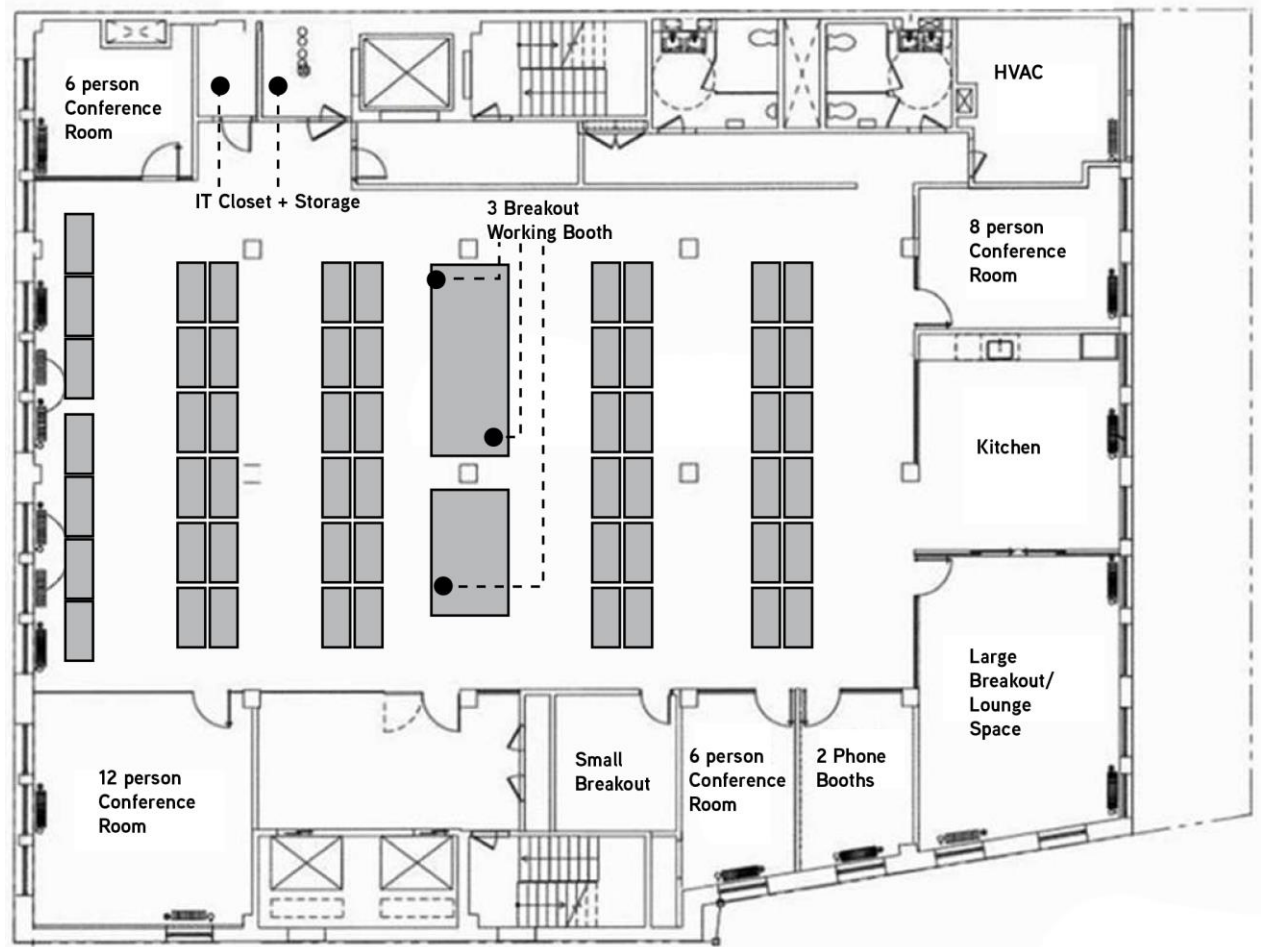 6 person
Conference
Room
HVAC
IT Closet + Storage
3 Breakout
Working Booth
8 person
Conference
Room
Kitchen
Large
Breakout/
Lounge
Space
12 person
Conference
Room
Small
Breakout
6 person
Conference
Room
2 Phone
Booths